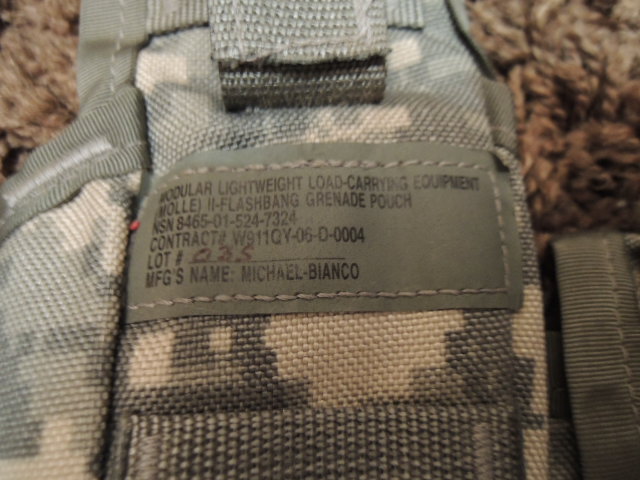 MODULAR LIGHTWEIGHT LOAD-CARRYING EQUIPMENT
(MOLLE) II-FLASHBANG GRENADE POUCH
NSN 8465-01-524-7324
CONTRACT# W911QY-06-D-0004
LOT #
MFG'S NAME: MICHAEL-BIANCO